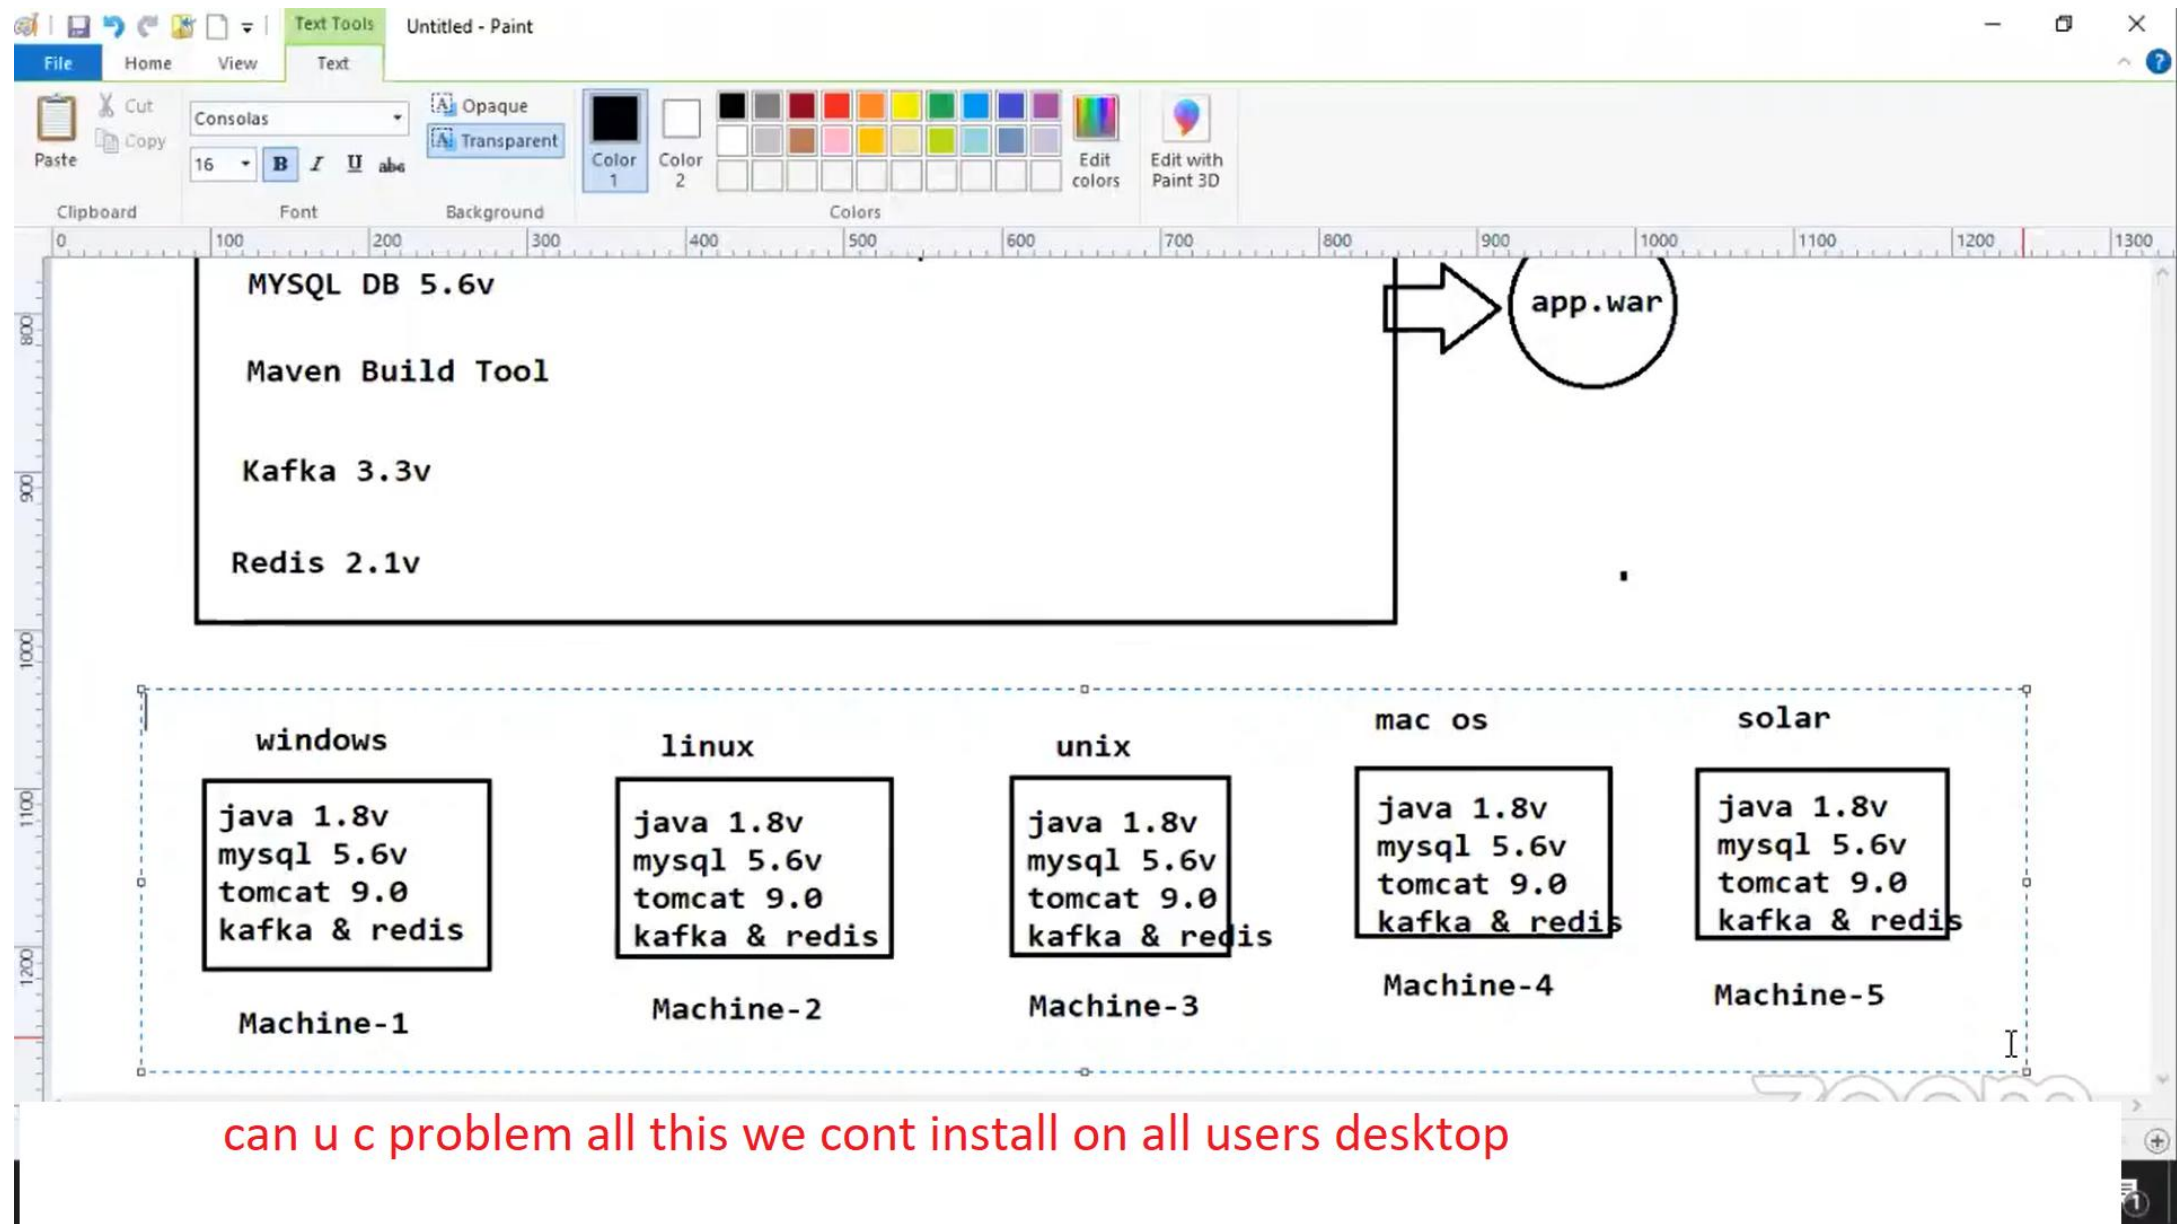 Text Tools
Untitled - Paint
File Home View Text
Paste
Cut
Copy
Clipboard
Consolas
16 B I U abc
Font
Opaque
Transparent
Background
Color 1
Color 2
Edit colors
Colors
Edit with Paint 3D
0 100 200 300 400 500 600 700 800 900 1000 1100 1200 1300
800
900
1000
1100
1200
MYSQL DB 5.6v
Maven Build Tool
Kafka 3.3v
Redis 2.1v
app.war
windows
java 1.8v
mysql 5.6v
tomcat 9.0
kafka & redis
Machine-1
linux
java 1.8v
mysql 5.6v
tomcat 9.0
kafka & redis
Machine-2
unix
java 1.8v
mysql 5.6v
tomcat 9.0
kafka & redis
Machine-3
mac os
java 1.8v
mysql 5.6v
tomcat 9.0
kafka & redis
Machine-4
solar
java 1.8v
mysql 5.6v
tomcat 9.0
kafka & redis
Machine-5
zoom
can u c problem all this we cont install on all users desktop
1